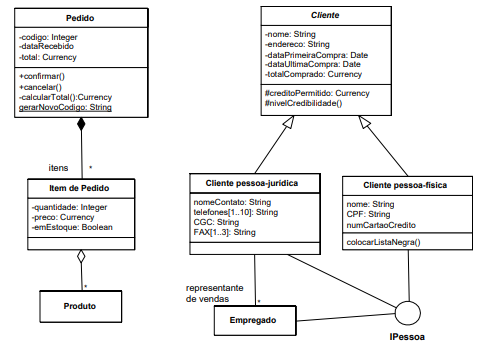 Pedido
-codigo: Integer
-dataRecebido
-total: Currency
+confirmar()
+cancelar()
-calcularTotal():Currency
gerarNovoCodigo: String
itens
*
Item de Pedido
-quantidade: Integer
-preco: Currency
-emEstoque: Boolean
*
Produto
Cliente
-nome: String
-endereco: String
-dataPrimeiraCompra: Date
-dataUltimaCompra: Date
-totalComprado: Currency
#creditoPermitido: Currency
#nivelCredibilidade()
Cliente pessoa-jurídica
nomeContato: String
telefones[1..10]: String
CGC: String
FAX[1..3]: String
Cliente pessoa-física
nome: String
CPF: String
numCartaoCredito
colocarListaNegra()
representante
de vendas
*
Empregado
IPessoa